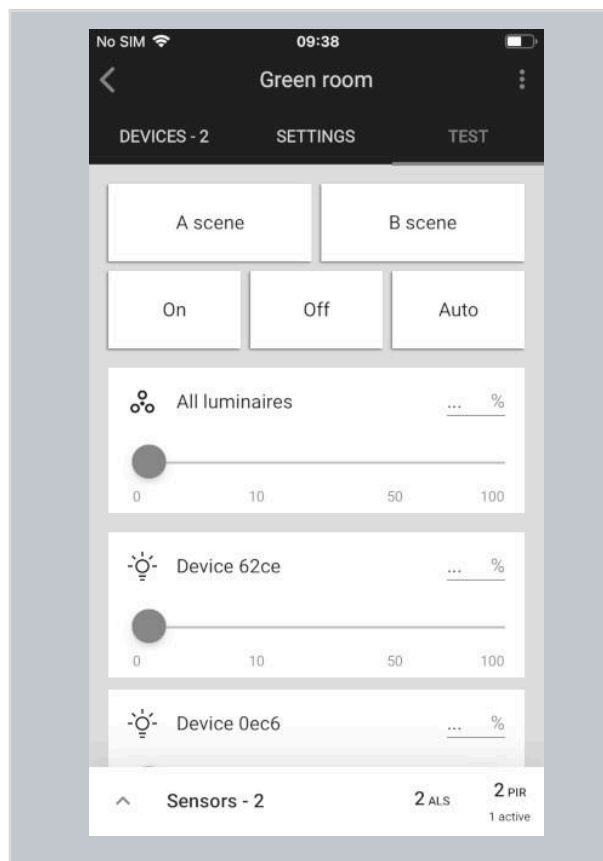 No SIM 09:38
Green room
DEVICES - 2 SETTINGS TEST
A scene B scene
On Off Auto
All luminaires ... %
0 10 50 100
Device 62ce ... %
0 10 50 100
Device 0ec6 ... %
Sensors - 2 2 ALS 2 PIR
1 active